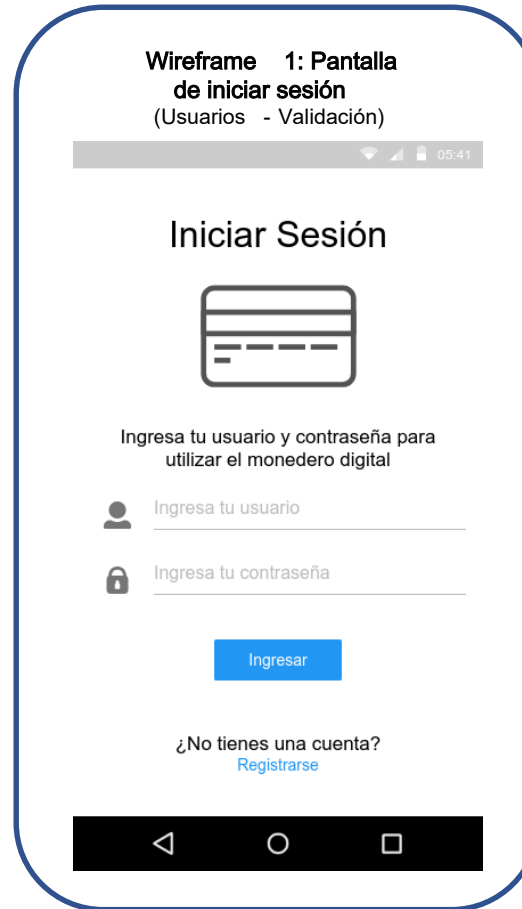 Wireframe 1: Pantalla
de iniciar sesión
(Usuarios - Validación)
05:41
Iniciar Sesión
Ingresa tu usuario y contraseña para
utilizar el monedero digital
Ingresa tu usuario
Ingresa tu contraseña
Ingresar
¿No tienes una cuenta?
Registrarse